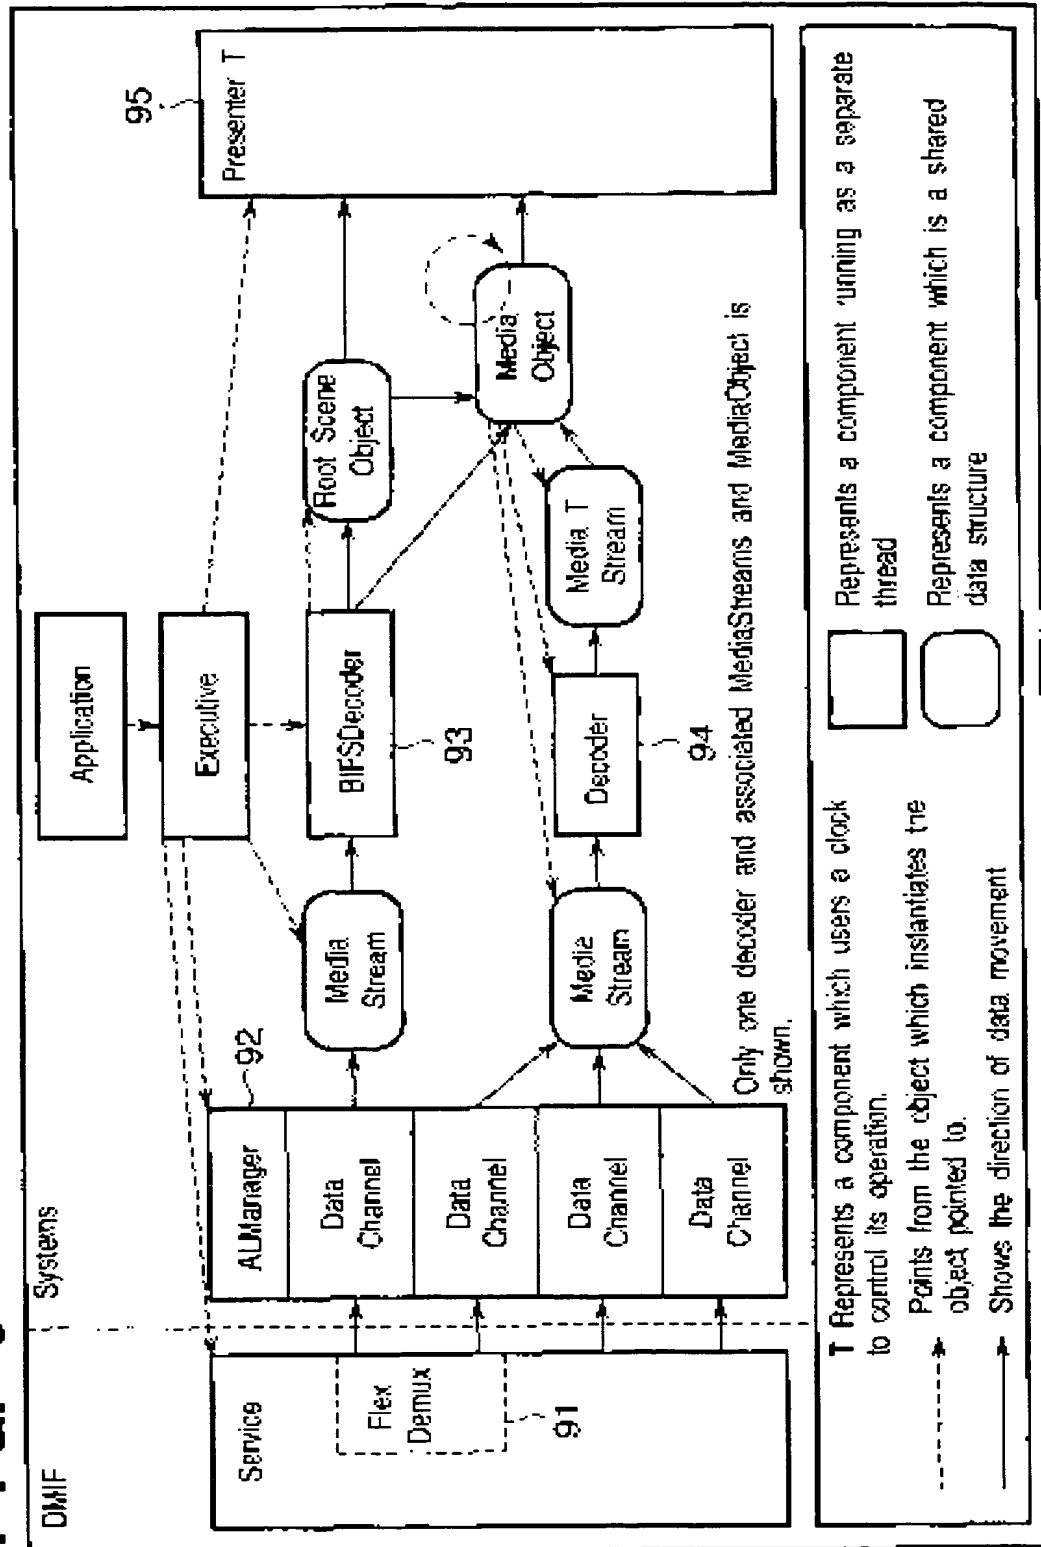 DMIF
Systems
Application
Executive
Service
Flex
Demux
91
ALManager
92
Data
Channel
Data
Channel
Data
Channel
Data
Channel
Media
Stream
BIFSDecoder
93
Root Scene
Object
Media
Stream
Decoder
94
Media T
Stream
Media
Object
Presenter T
95
Only one decoder and associated MediaStreams and MediaObject is
shown.
T Represents a component which users a clock
to control its operation.
Points from the object which instantiates the
object pointed to.
Shows the direction of data movement
Represents a component running as a separate
thread
Represents a component which is a shared
data structure